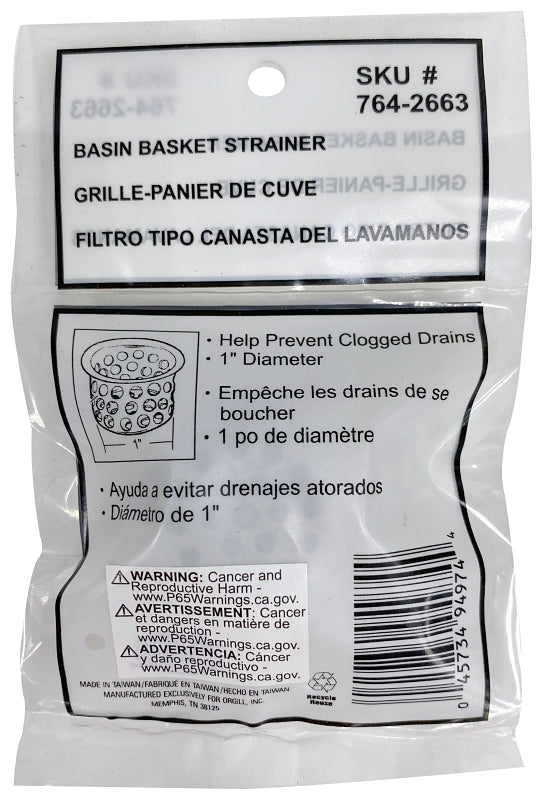 SKU #
764-2663
BASIN BASKET STRAINER
GRILLE-PANIER DE CUVE
FILTRO TIPO CANASTA DEL LAVAMANOS
• Help Prevent Clogged Drains
• 1" Diameter
• Empêche les drains de se
boucher
• 1 po de diamètre
1"
• Ayuda a evitar drenajes atorados
• Diámetro de 1"
⚠WARNING: Cancer and
Reproductive Harm -
www.P65Warnings.ca.gov.
⚠AVERTISSEMENT: Cancer
et dangers en matière de
reproduction -
www.P65Warnings.ca.gov.
⚠ADVERTENCIA: Cáncer
y daño reproductivo -
www.P65Warnings.ca.gov.
MADE IN TAIWAN/FABRIQUÉ EN TAIWAN/HECHO EN TAIWAN
MANUFACTURED EXCLUSIVELY FOR ORGILL, INC.
MEMPHIS, TN 38125
Recycle
Reuse
0 45734 94974 4